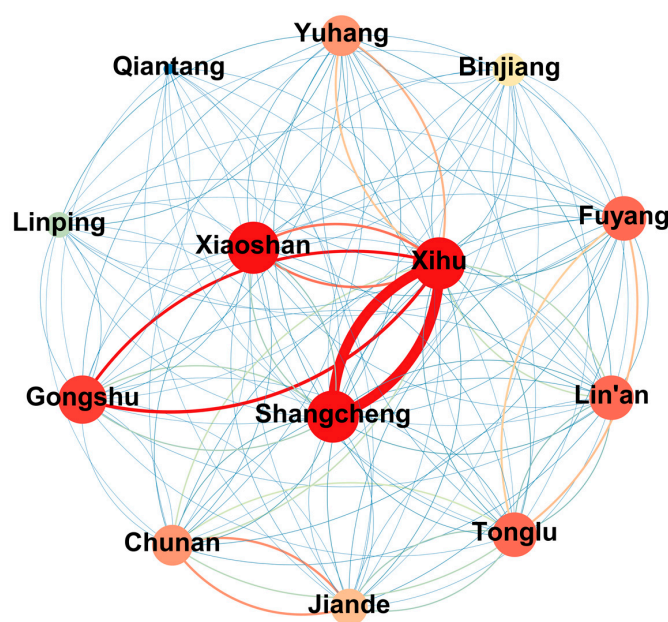 Yuhang
Qiantang
Binjiang
Linping
Fuyang
Xiaoshan
Xihu
Gongshu
Lin'an
Shangcheng
Tonglu
Chunan
Jiande